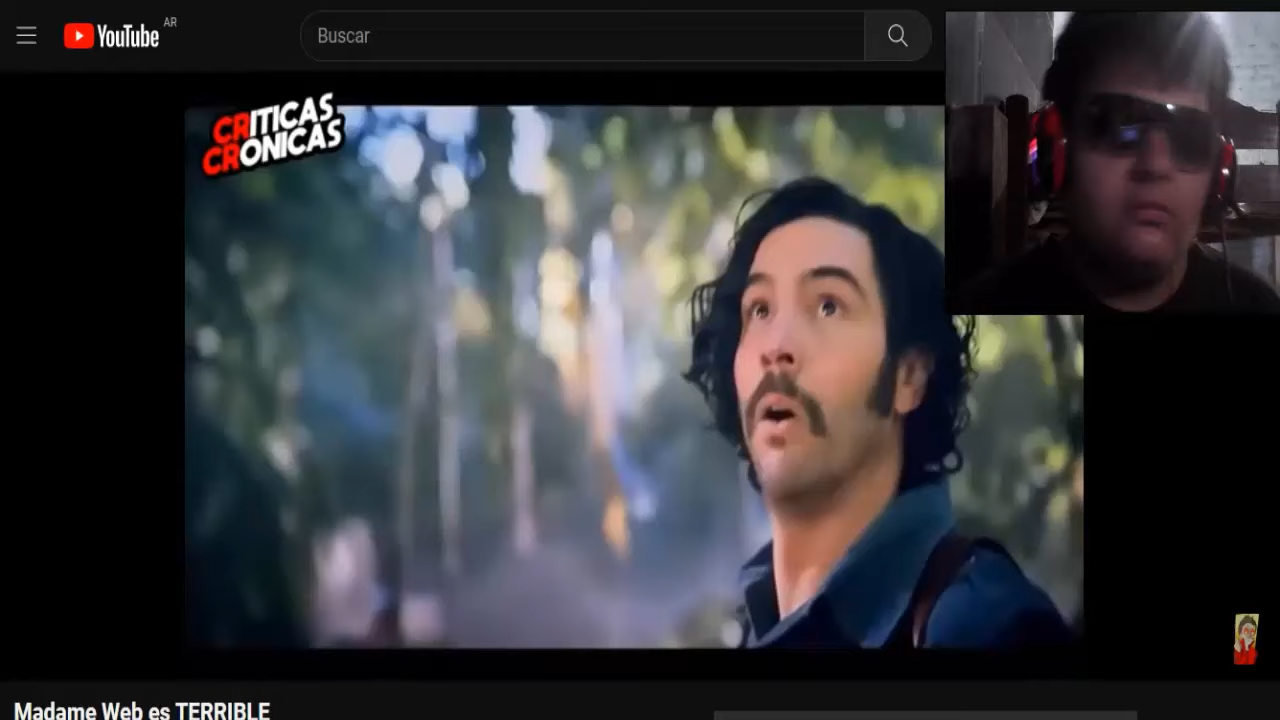 YouTube
AR
Buscar
CRITICAS
CRONICAS
Madame Web es TERRIBLE